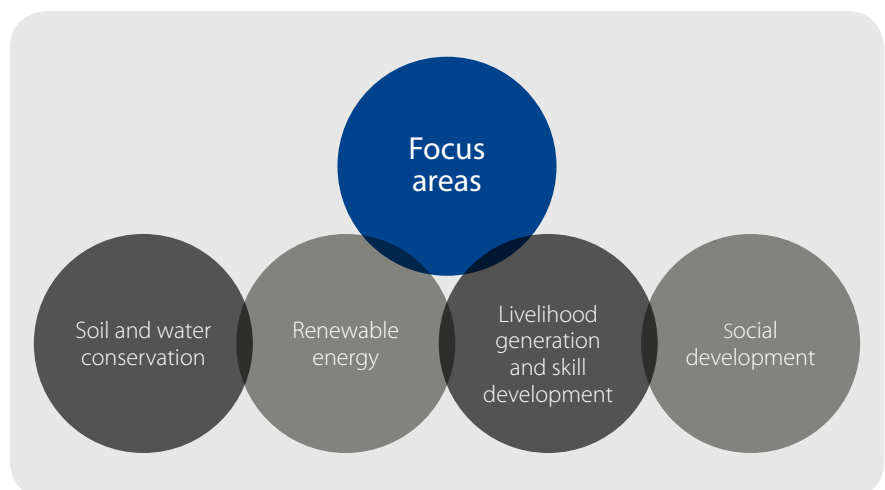 Focus
areas
Soil and water
conservation
Renewable
energy
Livelihood
generation
and skill
development
Social
development